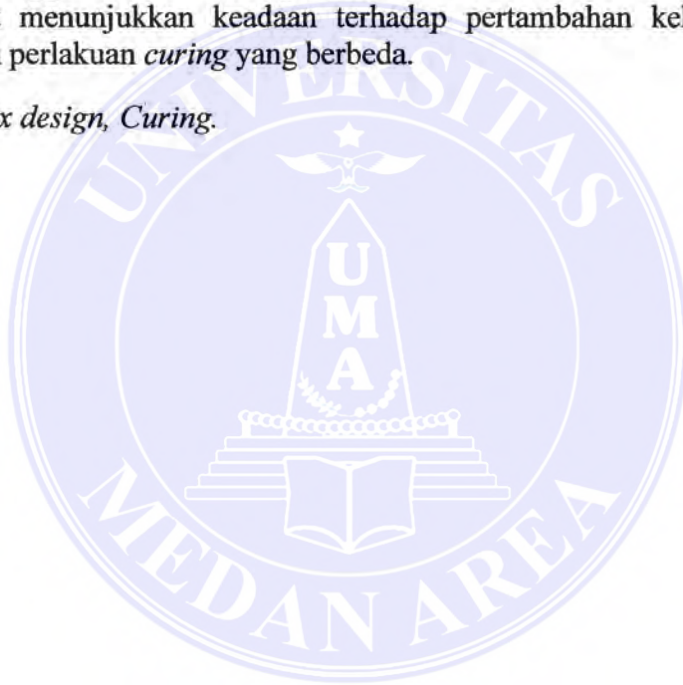 menunjukkan keadaan terhadap pertambahan
perlakuan curing yang berbeda.
design, Curing.
UNIVERSITAS
UMA
MEDAN AREA